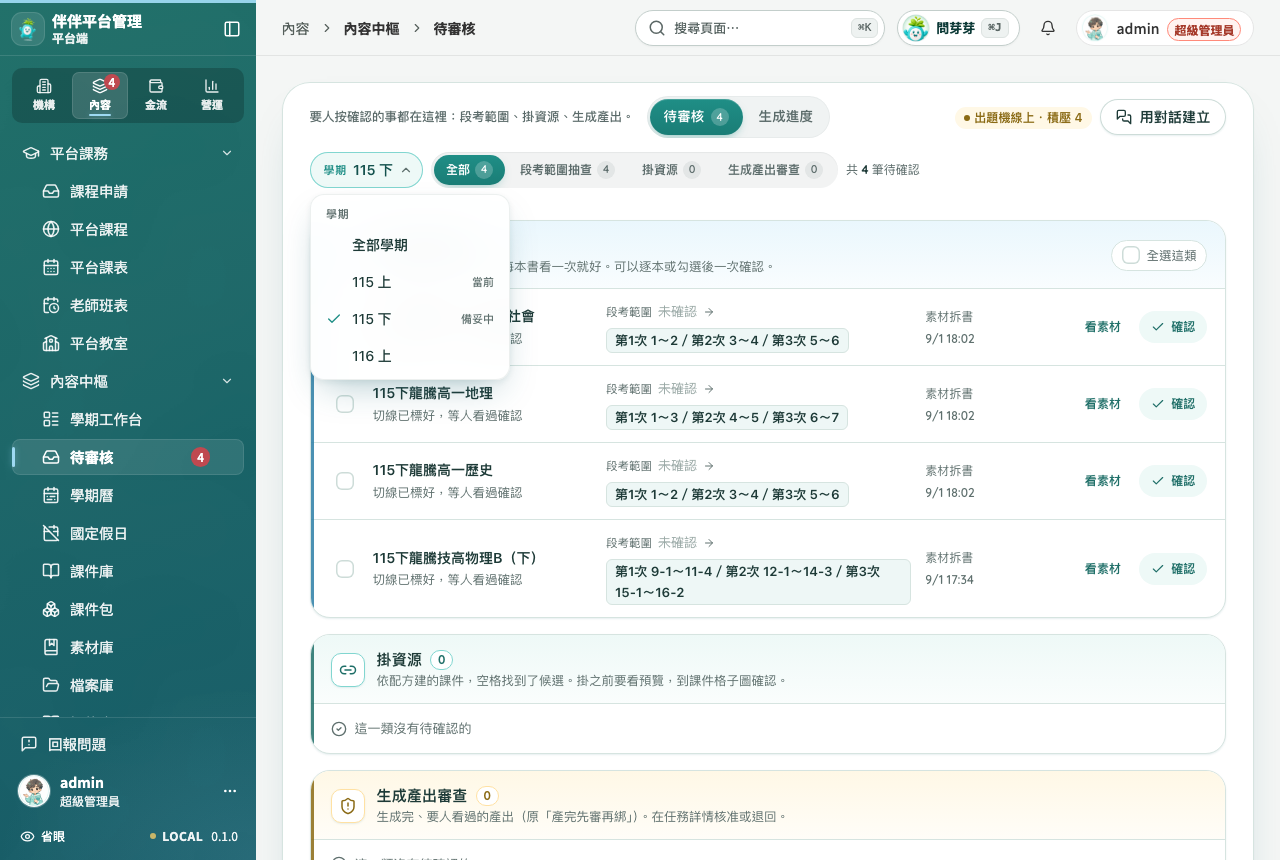 伴伴平台管理
平台端
機構
內容
4
金流
營運
平台課務
課程申請
平台課程
平台課表
老師班表
平台教室
內容中樞
學期工作台
待審核
4
學期曆
國定假日
課件庫
課件包
素材庫
檔案庫
回報問題
admin
超級管理員
省眼
LOCAL 0.1.0
內容 > 內容中樞 > 待審核
搜尋頁面…
⌘K
問芽芽
⌘J
admin
超級管理員
要人按確認的事都在這裡：段考範圍、掛資源、生成產出。
待審核 4
生成進度
出題機線上 · 積壓 4
用對話建立
學期 115 下
全部 4
段考範圍抽查 4
掛資源 0
生成產出審查 0
共 4 筆待確認
學期
全部學期
115 上 當前
115 下 備妥中
116 上
每本書看一次就好。可以逐本或勾選後一次確認。
全選這類
社會
認
段考範圍 未確認 →
第1次 1～2 / 第2次 3～4 / 第3次 5～6
素材拆書
9/1 18:02
看素材
確認
115下龍騰高一地理
切線已標好，等人看過確認
段考範圍 未確認 →
第1次 1～3 / 第2次 4～5 / 第3次 6～7
素材拆書
9/1 18:02
看素材
確認
115下龍騰高一歷史
切線已標好，等人看過確認
段考範圍 未確認 →
第1次 1～2 / 第2次 3～4 / 第3次 5～6
素材拆書
9/1 18:02
看素材
確認
115下龍騰技高物理B（下）
切線已標好，等人看過確認
段考範圍 未確認 →
第1次 9-1～11-4 / 第2次 12-1～14-3 / 第3次
15-1～16-2
素材拆書
9/1 17:34
看素材
確認
掛資源 0
依配方建的課件，空格找到了候選。掛之前要看預覽，到課件格子圖確認。
這一類沒有待確認的
生成產出審查 0
生成完、要人看過的產出（原「產完先審再綁」）。在任務詳情核准或退回。